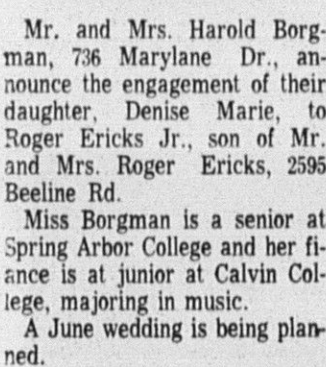 Mr. and Mrs. Harold Borg-
man, 736 Marylane Dr., an-
nounce the engagement of their
daughter, Denise Marie, to
Roger Ericks Jr., son of Mr.
and Mrs. Roger Ericks, 2595
Beeline Rd.
Miss Borgman is a senior at
Spring Arbor College and her fi-
ance is at junior at Calvin Col-
lege, majoring in music.
A June wedding is being plan-
ned.